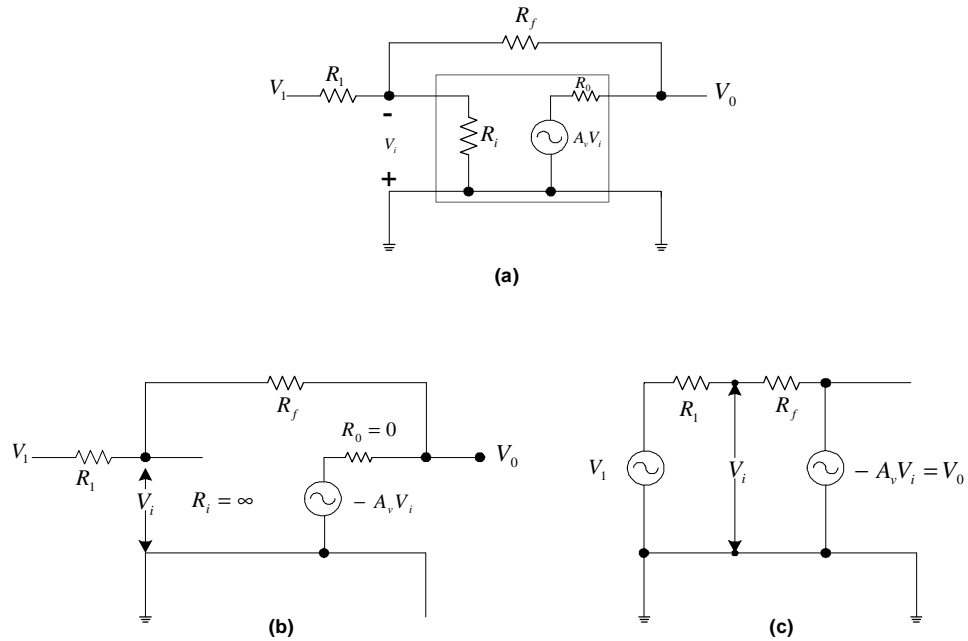 R_f
R_1
V_1
R_0
V_0
-
V_i
R_i
A_vV_i
+
(a)
R_f
R_0 = 0
V_1
R_1
V_0
V_i
R_i = ∞
- A_vV_i
(b)
R_1
R_f
V_1
V_i
- A_vV_i = V_0
(c)